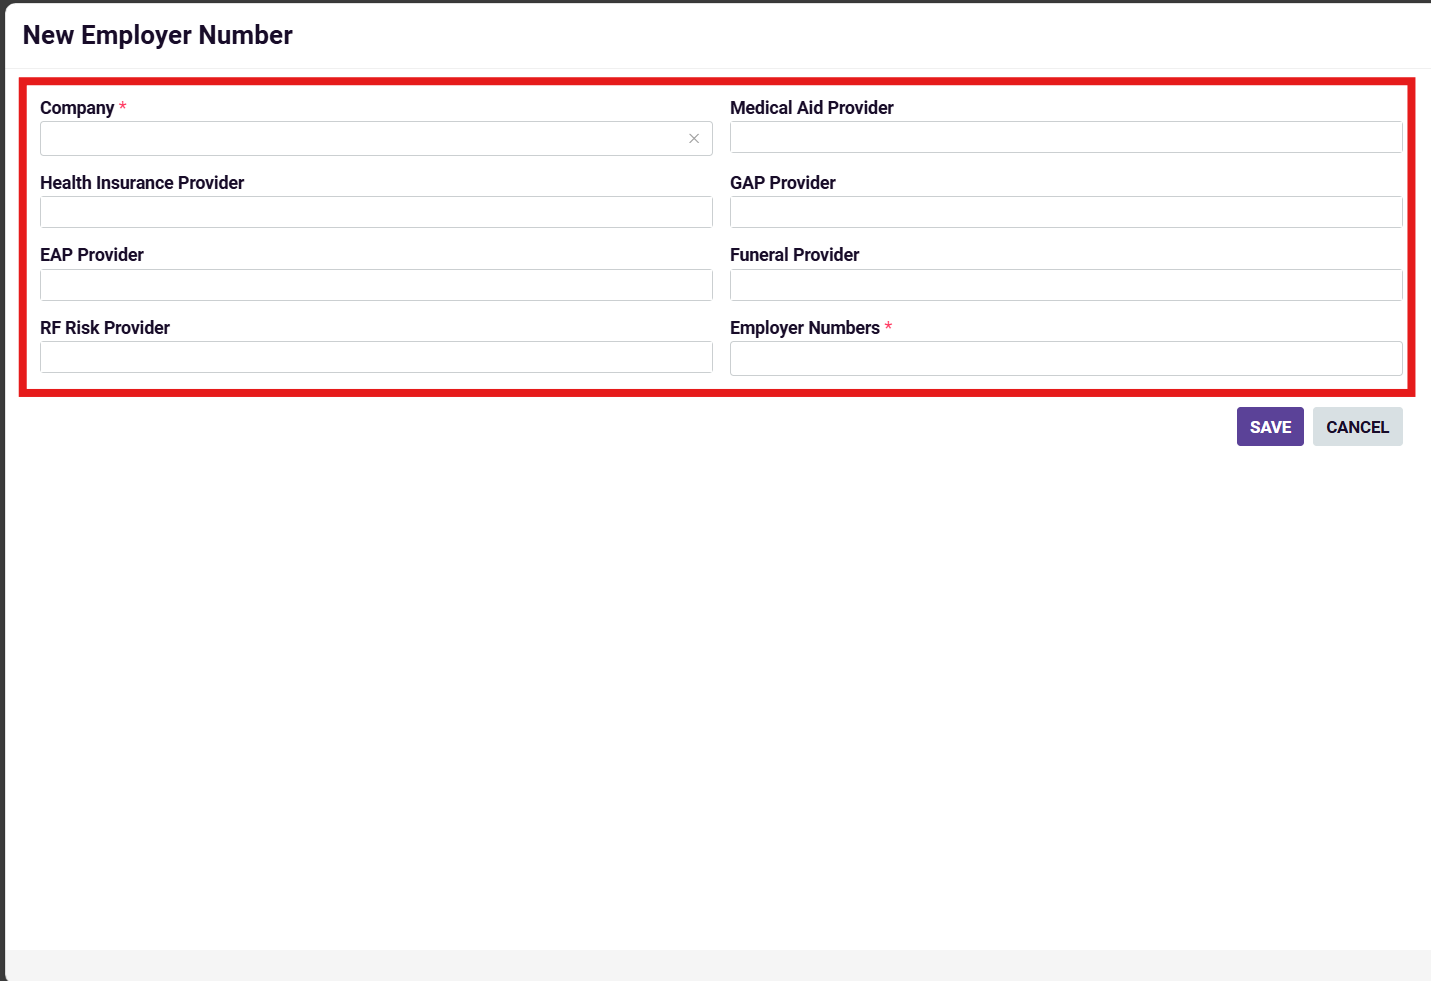 New Employer Number
Company *
Medical Aid Provider
Health Insurance Provider
GAP Provider
EAP Provider
Funeral Provider
RF Risk Provider
Employer Numbers *
SAVE
CANCEL